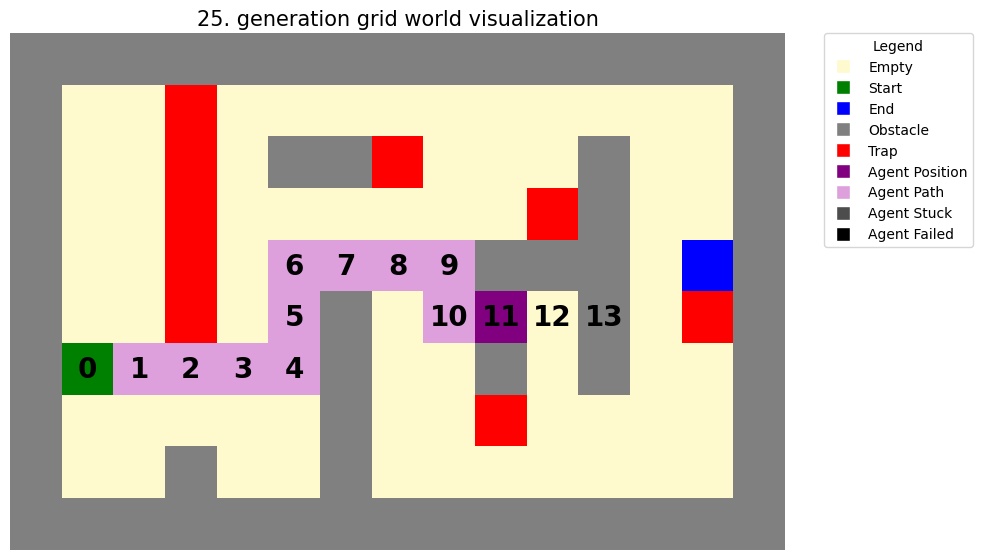 25. generation grid world visualization
Legend
Empty
Start
End
Obstacle
Trap
Agent Position
Agent Path
Agent Stuck
Agent Failed
6 7 8 9
5 10 11 12 13
0 1 2 3 4